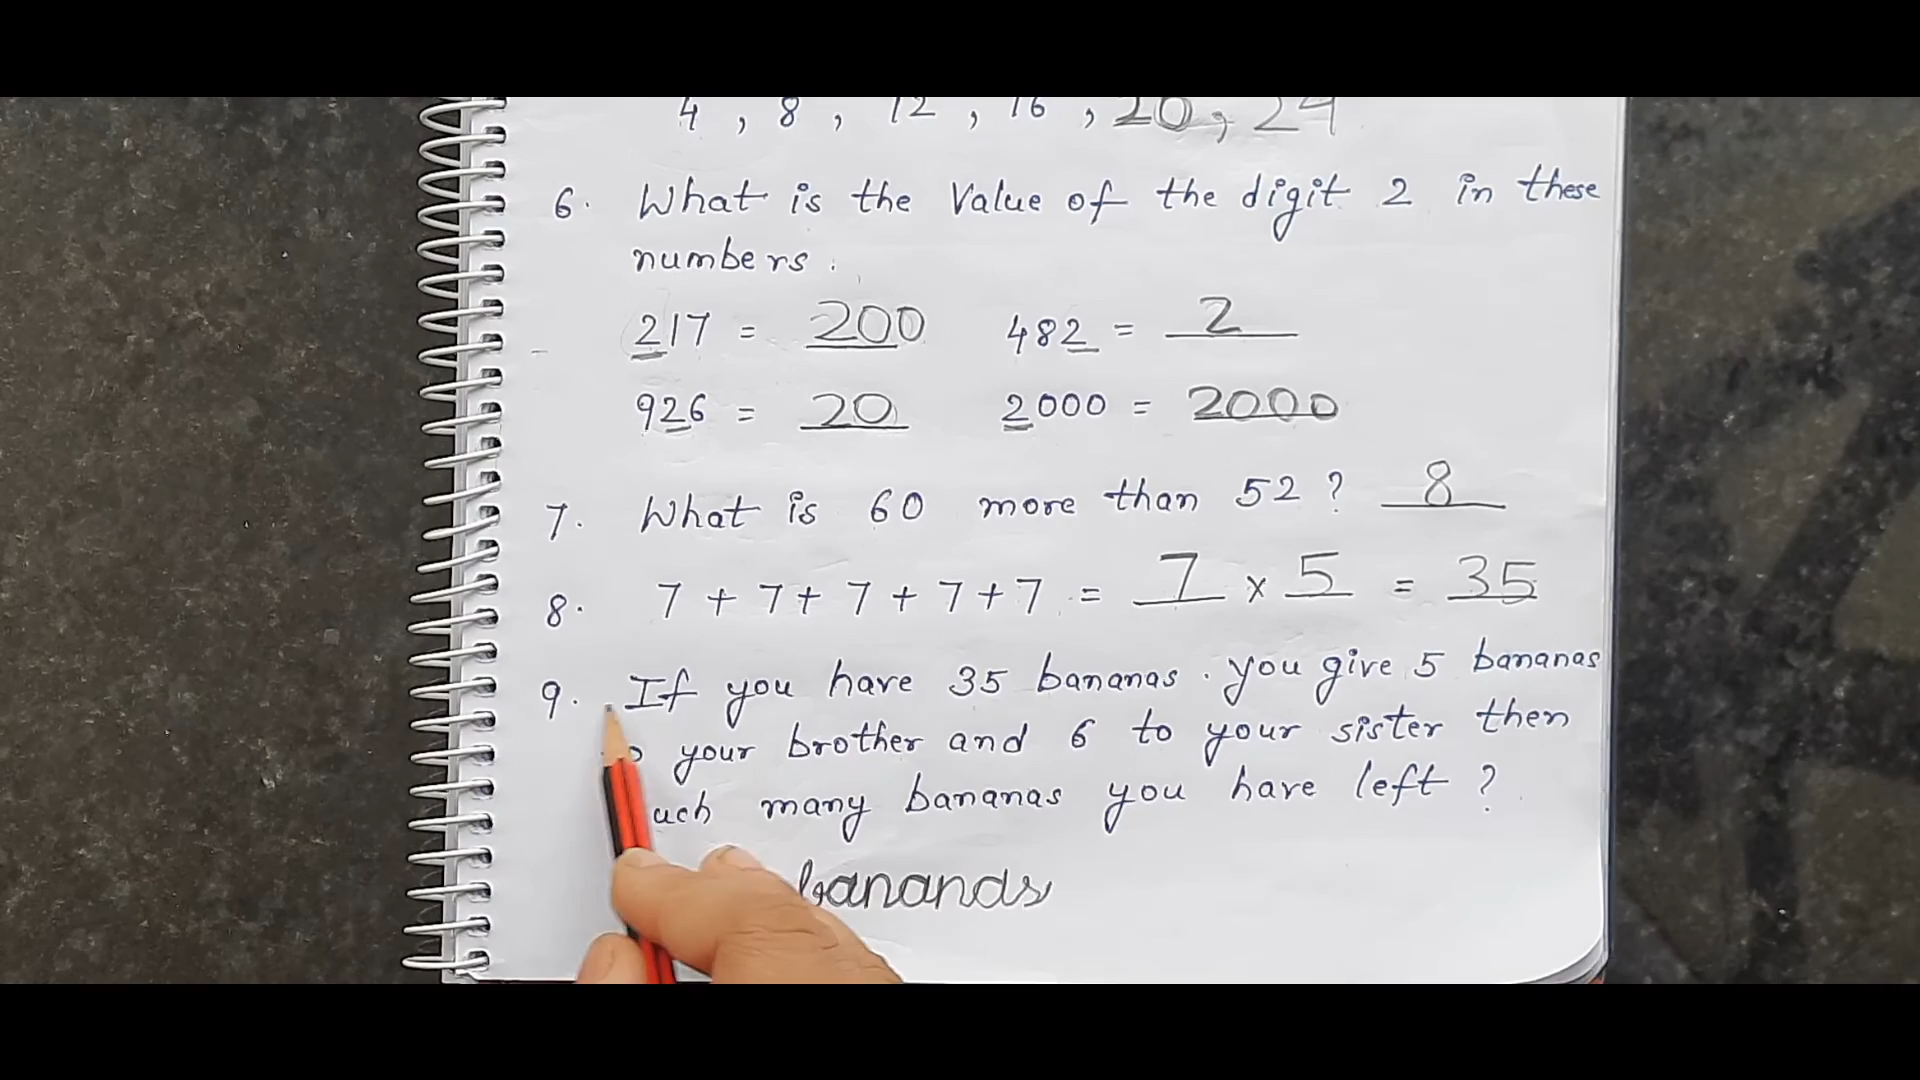 4 , 8 , 12 , 16 , 20 , 24
6. What is the Value of the digit 2 in these
numbers .
217 = 200 482 = 2
926 = 20 2000 = 2000
7. What is 60 more than 52 ? 8
8. 7 + 7 + 7 + 7 + 7 = 7 x 5 = 35
9. If you have 35 bananas . you give 5 bananas
your brother and 6 to your sister then
many bananas you have left ?
bananas